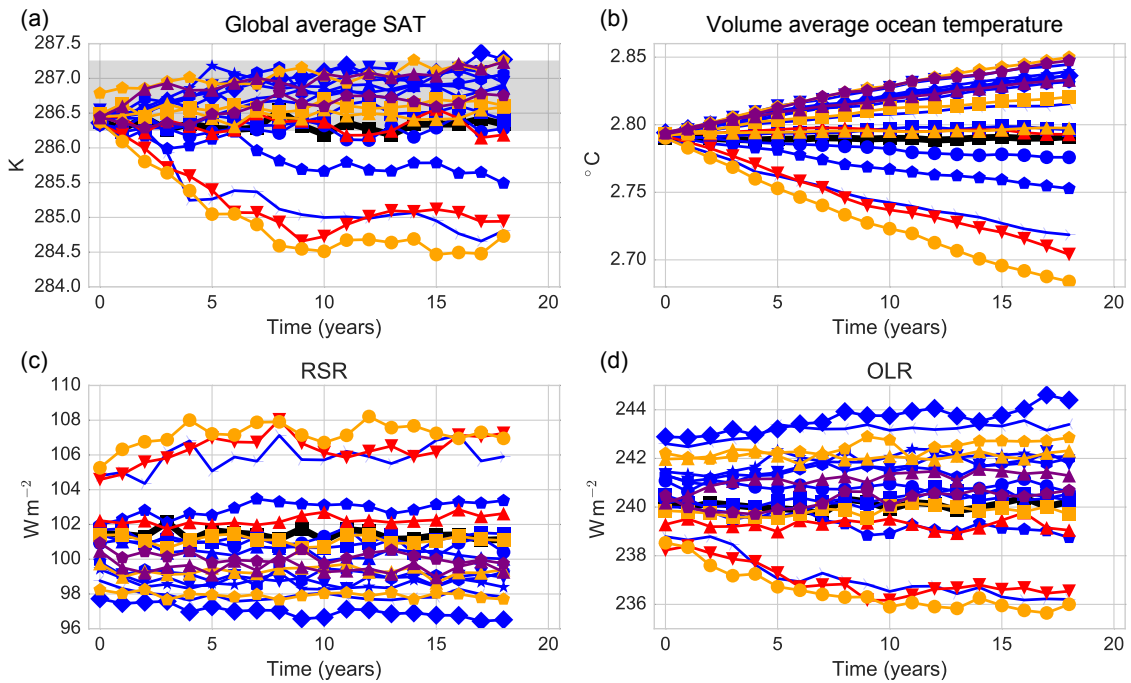 (a) Global average SAT
287.5
287.0
286.5
286.0
285.5
285.0
284.5
284.0
K
0 5 10 15 20
Time (years)
(b) Volume average ocean temperature
2.85
2.80
2.75
2.70
°C
0 5 10 15 20
Time (years)
(c) RSR
110
108
106
104
102
100
98
96
W m−2
0 5 10 15 20
Time (years)
(d) OLR
244
242
240
238
236
W m−2
0 5 10 15 20
Time (years)